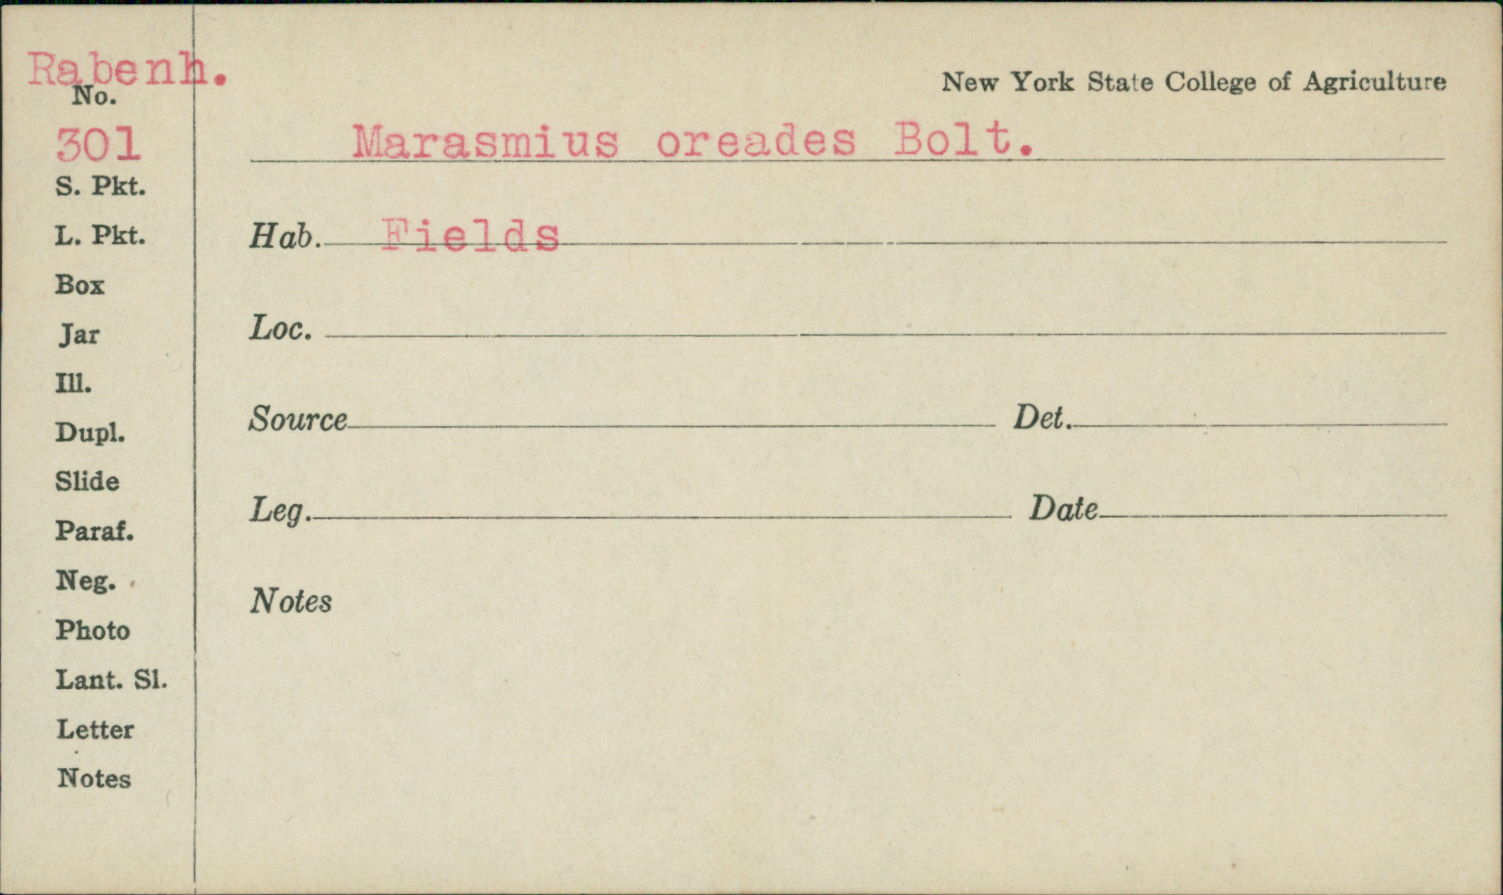 Rabenh.
No.
301
S. Pkt.
L. Pkt.
Box
Jar
Ill.
Dupl.
Slide
Paraf.
Neg.
Photo
Lant. Sl.
Letter
Notes
New York State College of Agriculture
Marasmius oreades Bolt.
Hab. Fields
Loc.
Source Det.
Leg. Date
Notes